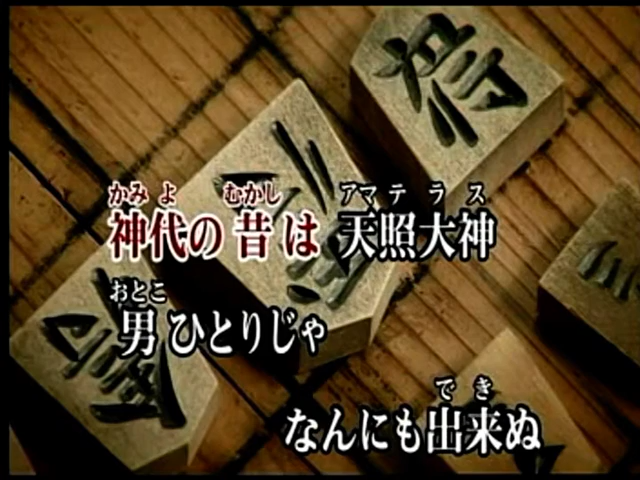 かみよ むかし アマテラス
神代の昔は 天照大神
おとこ
男ひとりじゃ
でき
なんにも出来ぬ